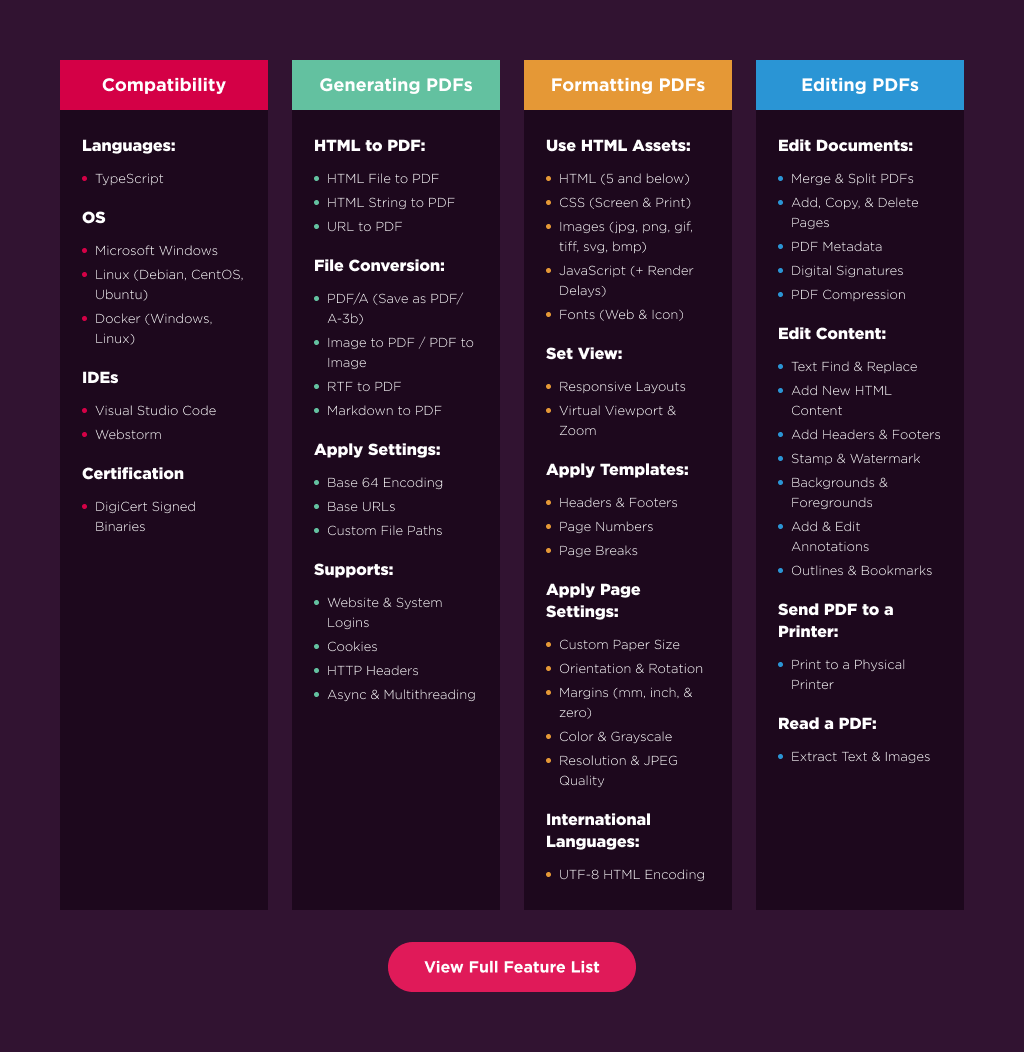 Compatibility
Languages:
TypeScript
OS
Microsoft Windows
Linux (Debian, CentOS,
Ubuntu)
Docker (Windows,
Linux)
IDEs
Visual Studio Code
Webstorm
Certification
DigiCert Signed
Binaries
Generating PDFs
HTML to PDF:
HTML File to PDF
HTML String to PDF
URL to PDF
File Conversion:
PDF/A (Save as PDF/
A-3b)
Image to PDF / PDF to
Image
RTF to PDF
Markdown to PDF
Apply Settings:
Base 64 Encoding
Base URLs
Custom File Paths
Supports:
Website & System
Logins
Cookies
HTTP Headers
Async & Multithreading
Formatting PDFs
Use HTML Assets:
HTML (5 and below)
CSS (Screen & Print)
Images (jpg, png, gif,
tiff, svg, bmp)
JavaScript (+ Render
Delays)
Fonts (Web & Icon)
Set View:
Responsive Layouts
Virtual Viewport &
Zoom
Apply Templates:
Headers & Footers
Page Numbers
Page Breaks
Apply Page
Settings:
Custom Paper Size
Orientation & Rotation
Margins (mm, inch, &
zero)
Color & Grayscale
Resolution & JPEG
Quality
International
Languages:
UTF-8 HTML Encoding
Editing PDFs
Edit Documents:
Merge & Split PDFs
Add, Copy, & Delete
Pages
PDF Metadata
Digital Signatures
PDF Compression
Edit Content:
Text Find & Replace
Add New HTML
Content
Add Headers & Footers
Stamp & Watermark
Backgrounds &
Foregrounds
Add & Edit
Annotations
Outlines & Bookmarks
Send PDF to a
Printer:
Print to a Physical
Printer
Read a PDF:
Extract Text & Images
View Full Feature List